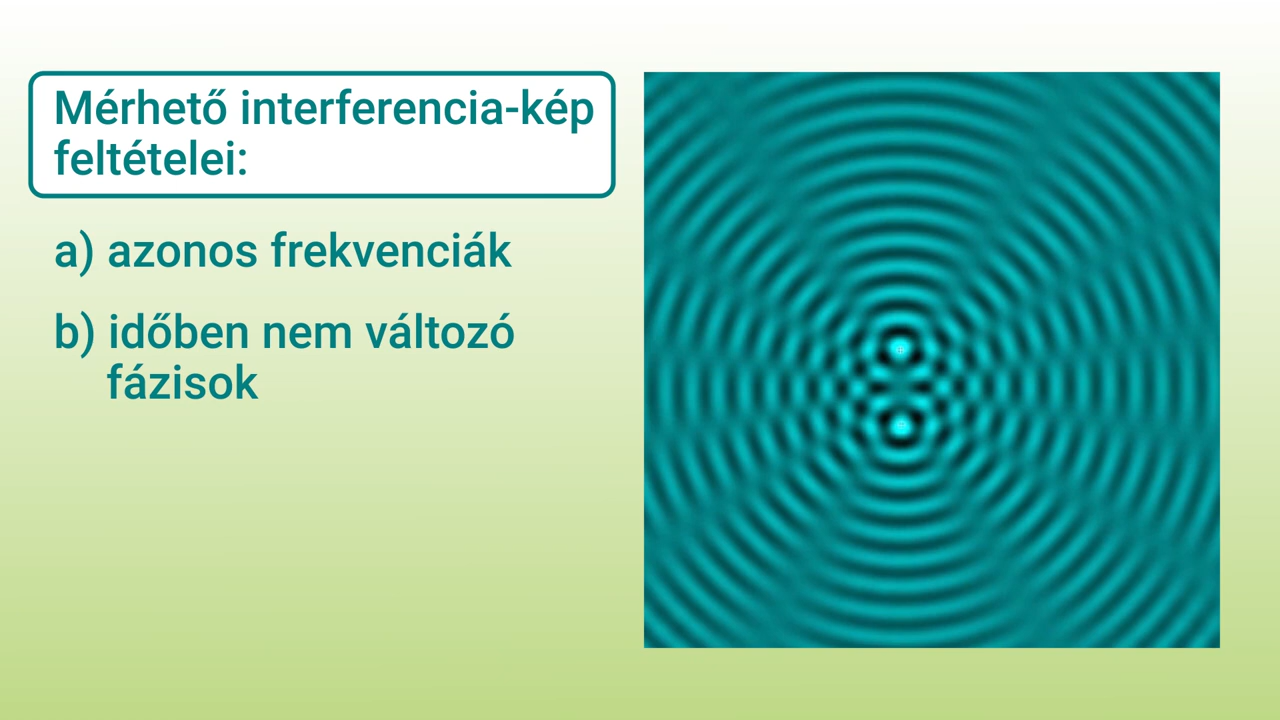 Mérhető interferencia-kép
feltételei:
a) azonos frekvenciák
b) időben nem változó
fázisok